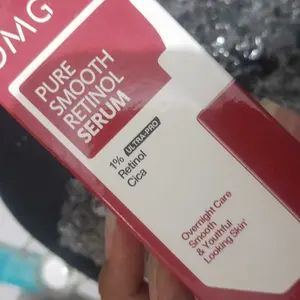 OMG
PURE
SMOOTH
RETINOL
SERUM
1% ULTRA-PRO
Retinol
Cica
Overnight Care
Smooth
& Youthful
Looking Skin*